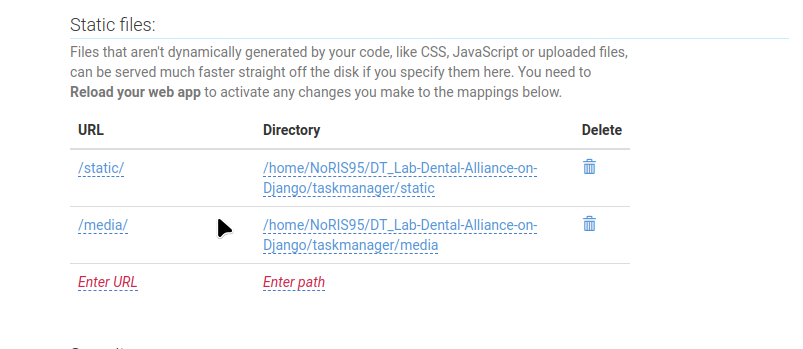 Static files:
Files that aren't dynamically generated by your code, like CSS, JavaScript or uploaded files,
can be served much faster straight off the disk if you specify them here. You need to
Reload your web app to activate any changes you make to the mappings below.
URL Directory Delete
/static/ /home/NoRIS95/DT_Lab-Dental-Alliance-on-
Django/taskmanager/static
/media/ /home/NoRIS95/DT_Lab-Dental-Alliance-on-
Django/taskmanager/media
Enter URL Enter path